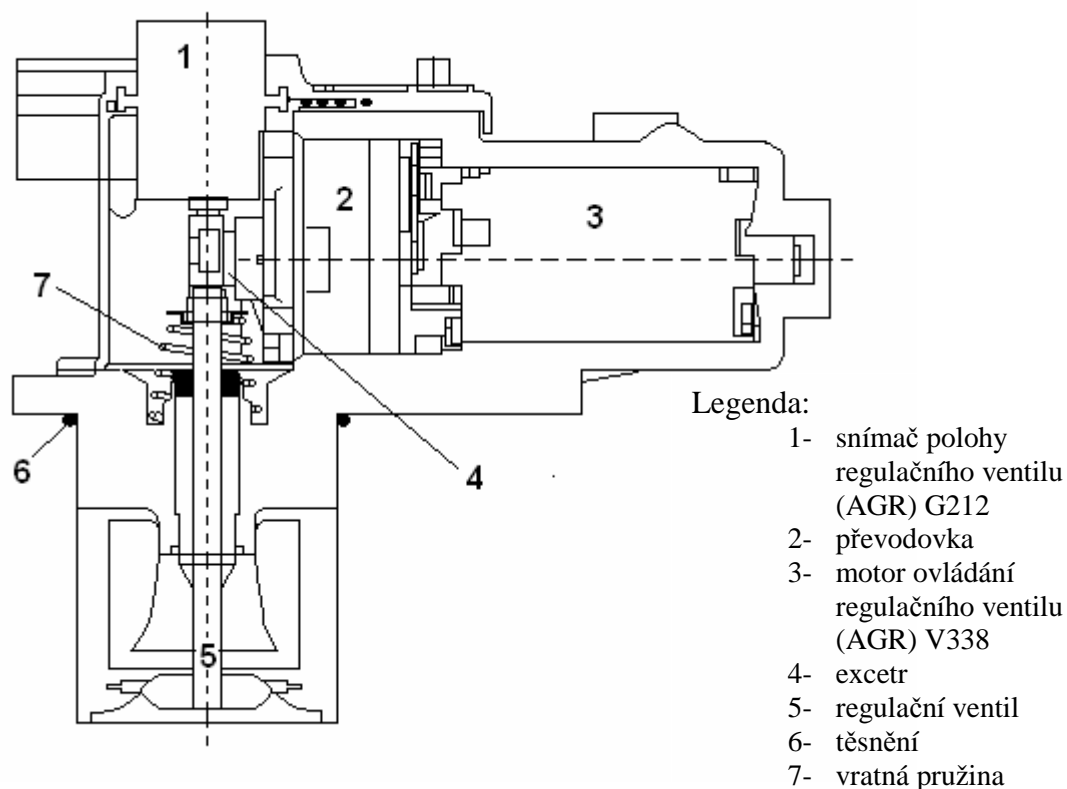 1
2
3
7
6
4
5
Legenda:
1- snímač polohy
regulačního ventilu
(AGR) G212
2- převodovka
3- motor ovládání
regulačního ventilu
(AGR) V338
4- excetr
5- regulační ventil
6- těsnění
7- vratná pružina